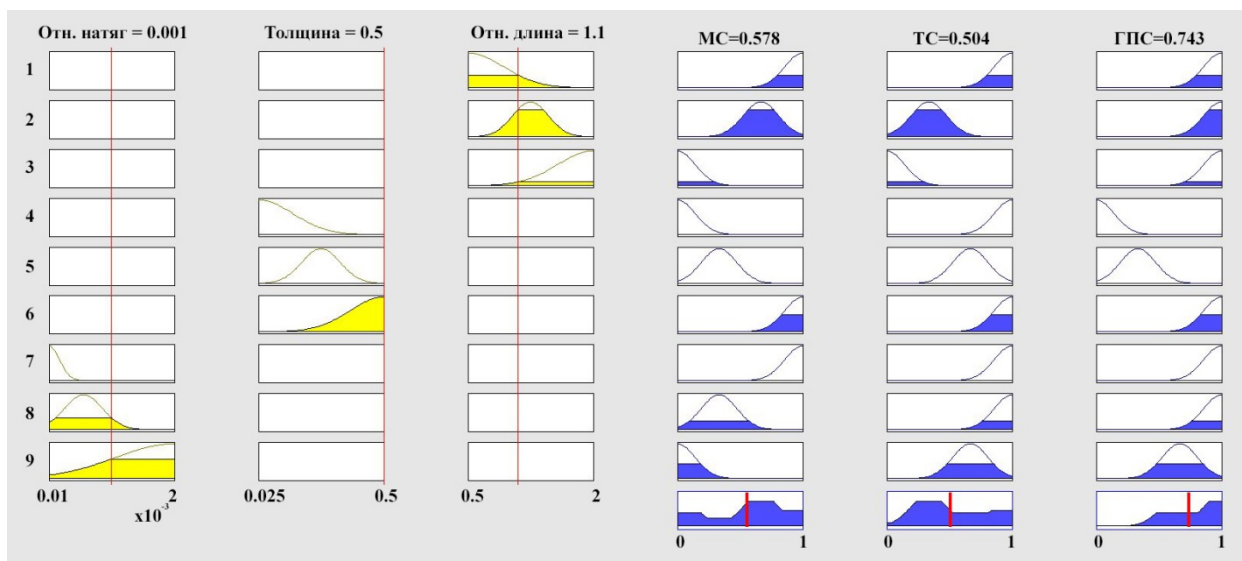 Отн. натяг = 0.001 Толщина = 0.5 Отн. длина = 1.1 МС=0.578 ТС=0.504 ГПС=0.743
1
2
3
4
5
6
7
8
9
0.01 2 0.025 0.5 0.5 2
x10⁻³
0 1 0 1 0 1